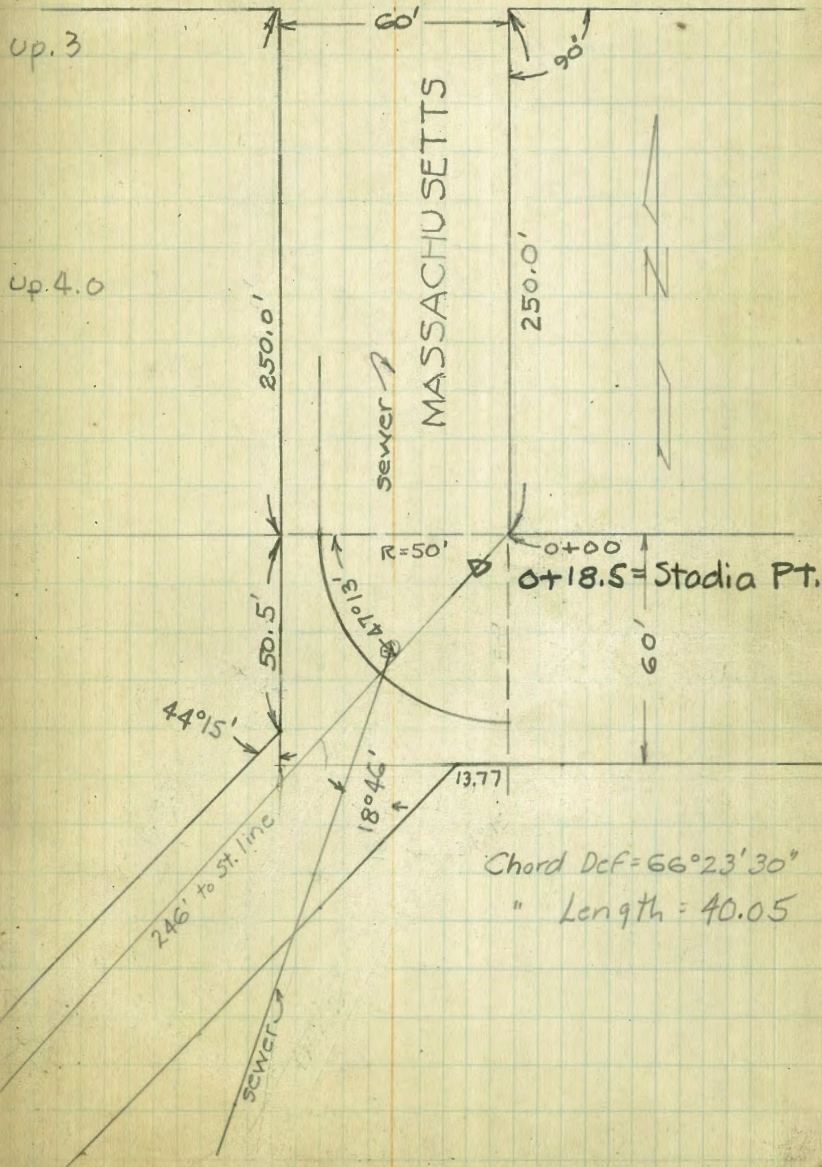 60'
up.3
90°
MASSACHUSETTS
up.4.0
250.0'
250.0'
sewer
N
R=50'
0+00
0+18.5=Stadia Pt.
47°13'
50.5'
60'
44°15'
13.77
18°46'
246' to St. line
Chord Def=66°23'30"
" Length = 40.05
sewer